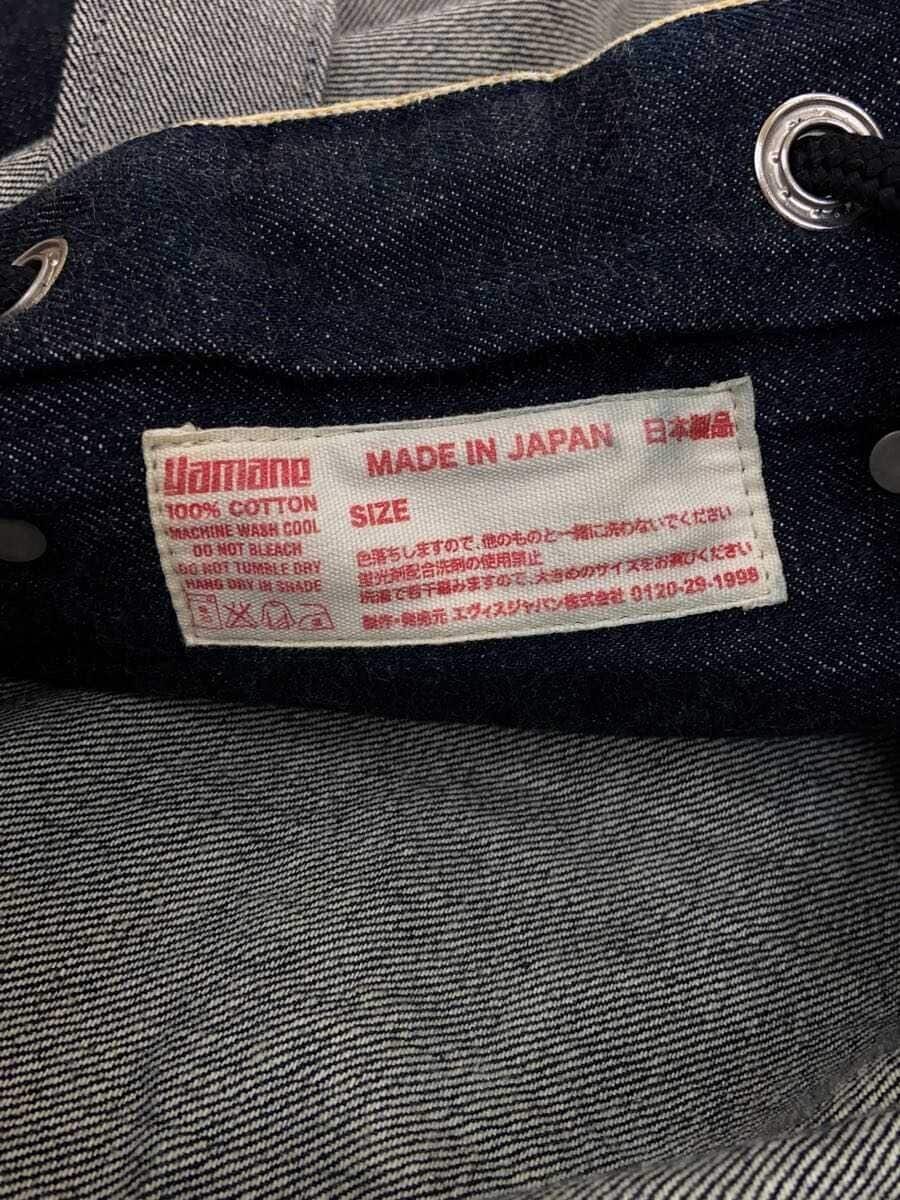 Yamane
100% COTTON
MACHINE WASH COOL
DO NOT BLEACH
DO NOT TUMBLE DRY
HANG DRY IN SHADE
MADE IN JAPAN 日本製品
SIZE
色落ちしますので、他のものと一緒に洗わないでください
蛍光剤配合洗剤の使用禁止
洗濯で若干縮みますので、大きめのサイズをお選びください
製作・発売元 エヴィスジャパン株式会社 0120-29-1998